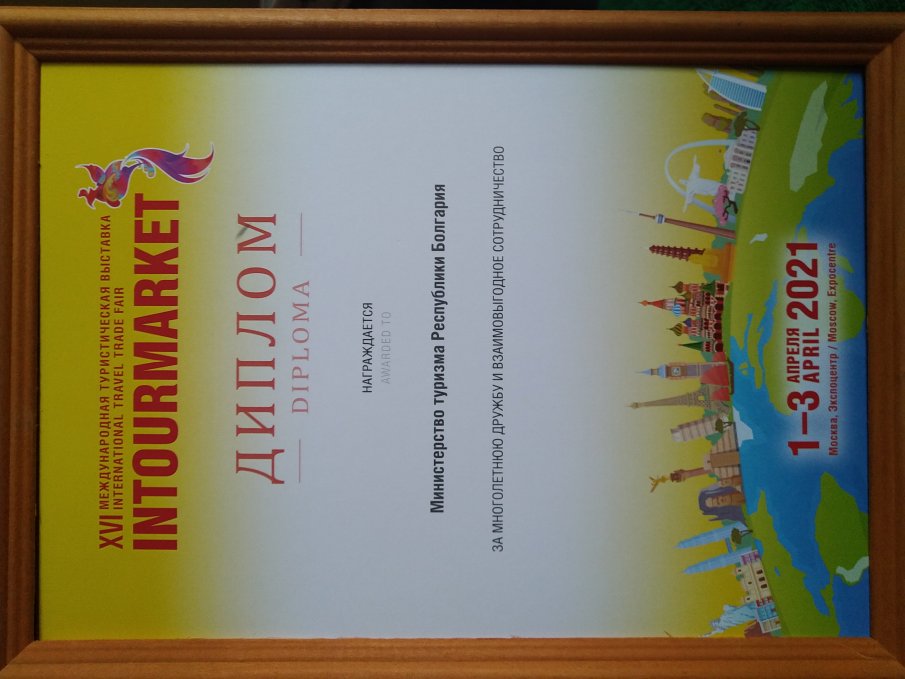 XVI МЕЖДУНАРОДНАЯ ТУРИСТИЧЕСКАЯ ВЫСТАВКА
INTERNATIONAL TRAVEL TRADE FAIR
INTOURMARKET
ДИПЛОМ
DIPLOMA
НАГРАЖДАЕТСЯ
AWARDED TO
Министерство туризма Республики Болгария
ЗА МНОГОЛЕТНЮЮ ДРУЖБУ И ВЗАИМОВЫГОДНОЕ СОТРУДНИЧЕСТВО
1–3 АПРЕЛЯ APRIL 2021
Москва, Экспоцентр / Moscow, Expocentre